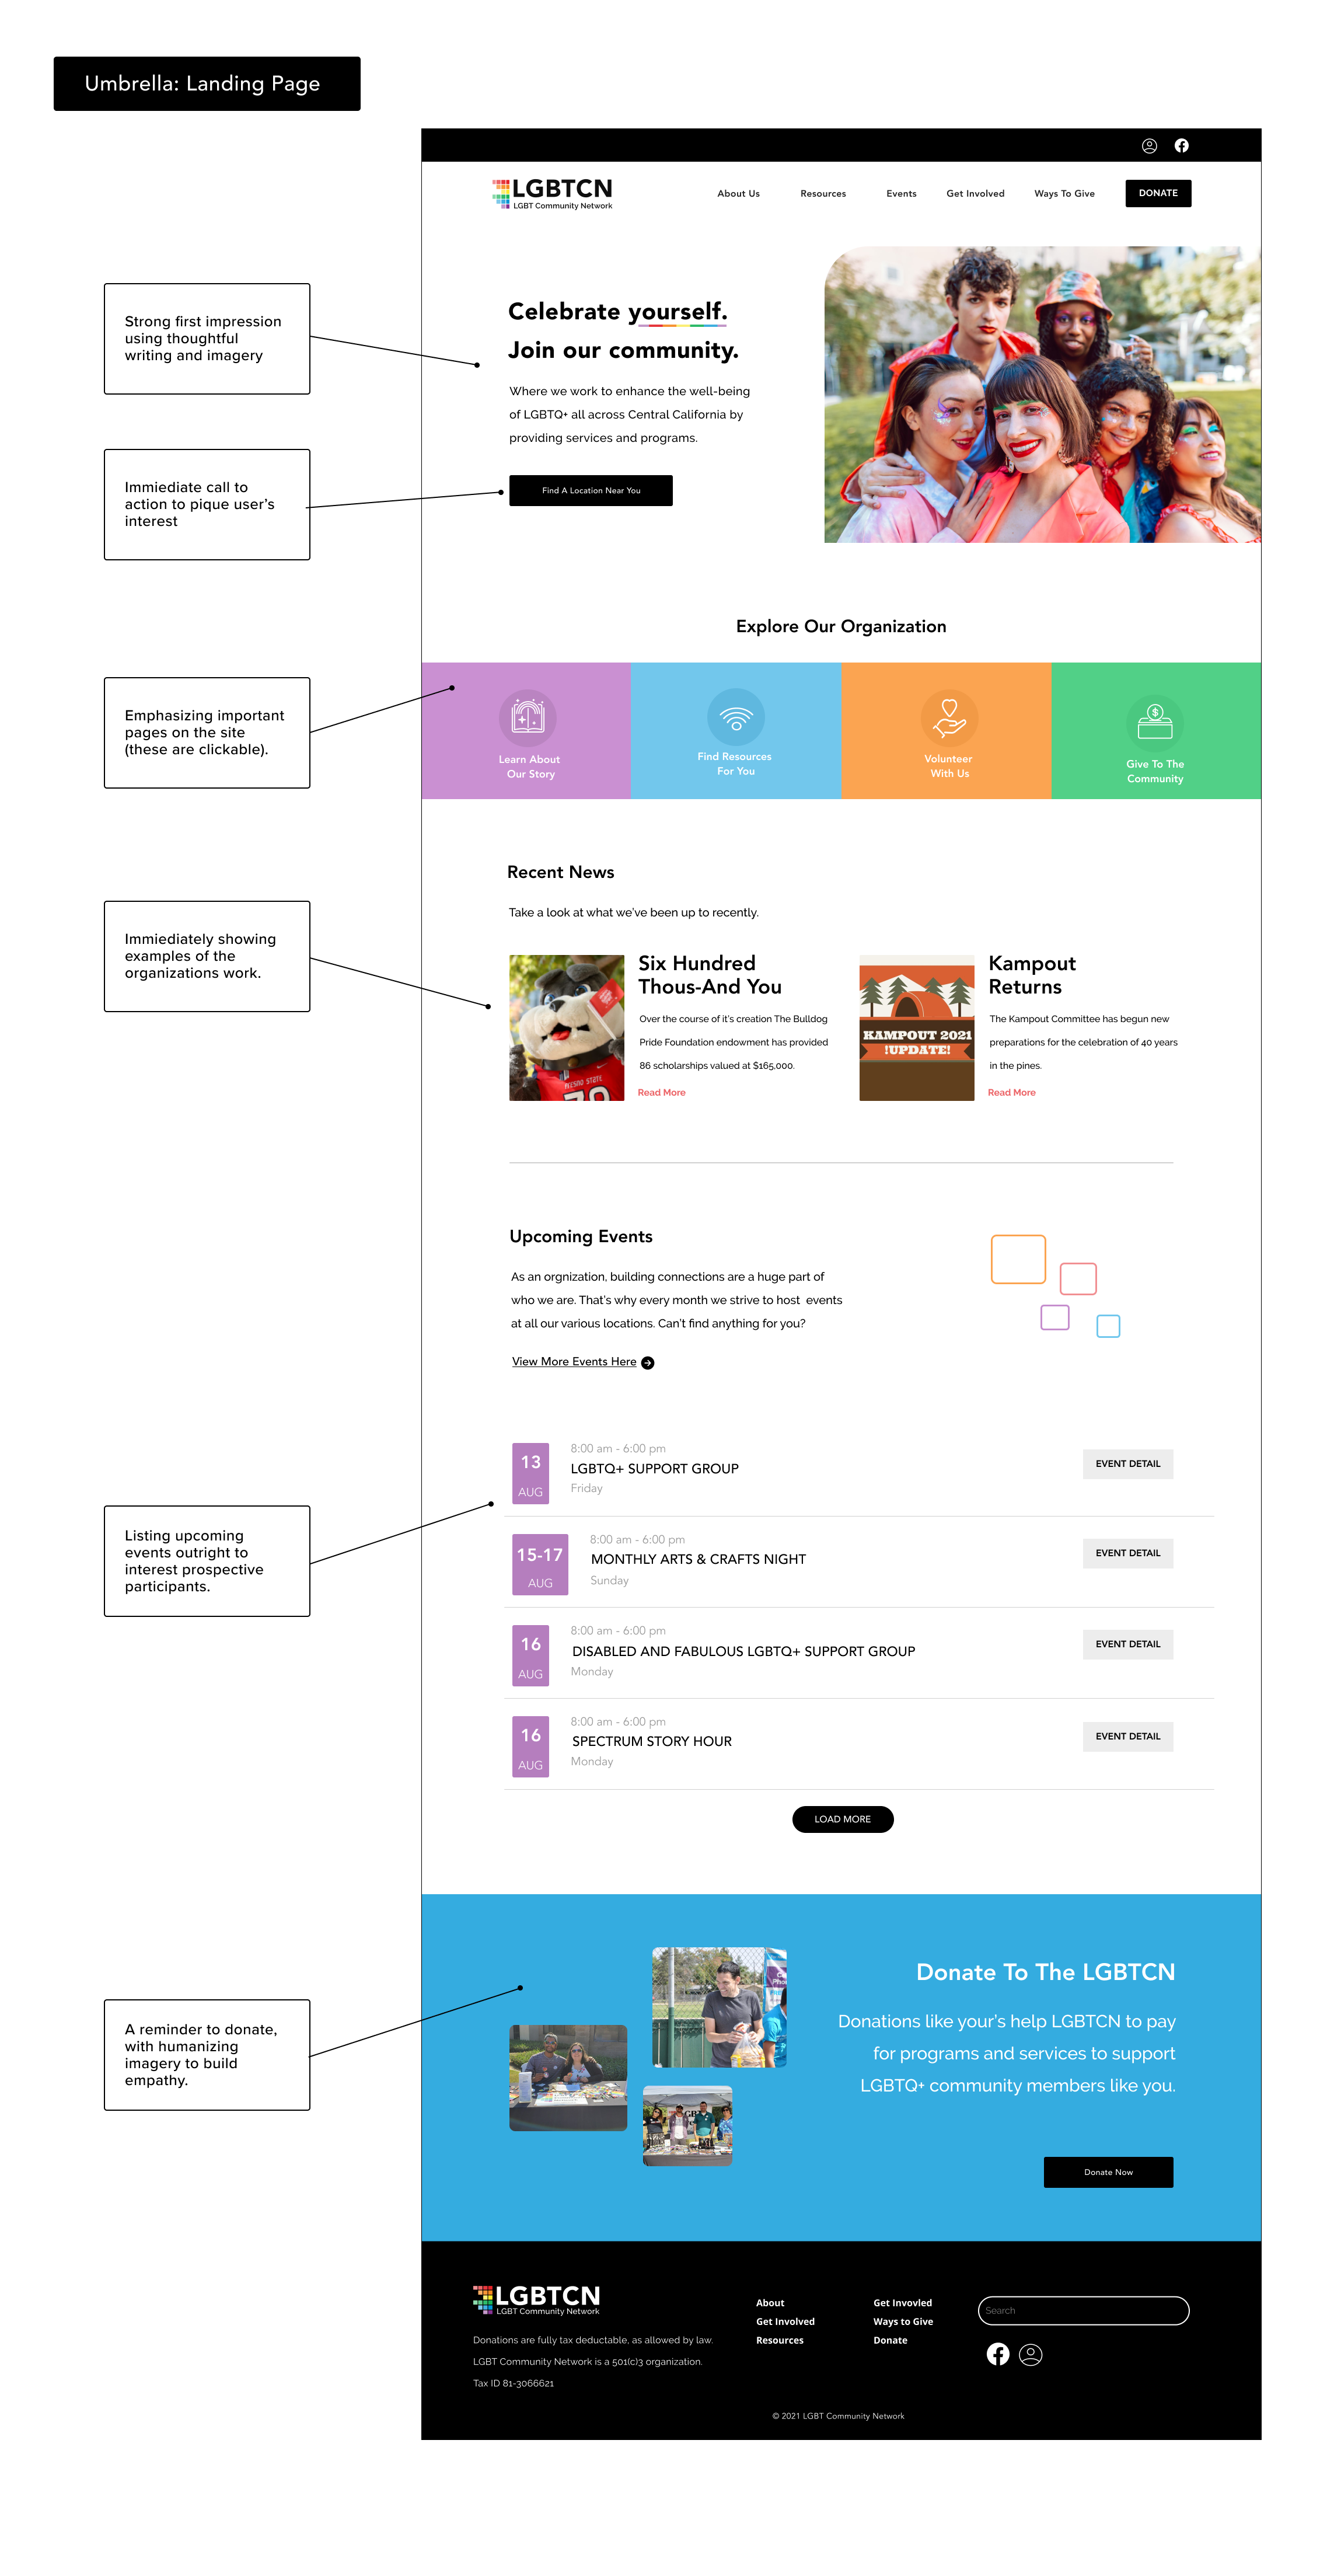 Umbrella: Landing Page
LGBTCN
LGBT Community Network
About Us
Resources
Events
Get Involved
Ways To Give
DONATE
Strong first impression
using thoughtful
writing and imagery
Celebrate yourself.
Join our community.
Where we work to enhance the well-being
of LGBTQ+ all across Central California by
providing services and programs.
Immiediate call to
action to pique user's
interest
Find A Location Near You
Explore Our Organization
Emphasizing important
pages on the site
(these are clickable).
Learn About
Our Story
Find Resources
For You
Volunteer
With Us
$
Give To The
Community
Recent News
Take a look at what we've been up to recently.
Immiediately showing
examples of the
organizations work.
Six Hundred
Thous-And You
Over the course of it's creation The Bulldog
Pride Foundation endowment has provided
86 scholarships valued at $165,000.
Read More
KAMPOUT 2021
!UPDATE!
Kampout
Returns
The Kampout Committee has begun new
preparations for the celebration of 40 years
in the pines.
Read More
Upcoming Events
As an orgnization, building connections are a huge part of
who we are. That's why every month we strive to host events
at all our various locations. Can't find anything for you?
View More Events Here
Listing upcoming
events outright to
interest prospective
participants.
13
AUG
8:00 am - 6:00 pm
LGBTQ+ SUPPORT GROUP
Friday
EVENT DETAIL
15-17
AUG
8:00 am - 6:00 pm
MONTHLY ARTS & CRAFTS NIGHT
Sunday
EVENT DETAIL
16
AUG
8:00 am - 6:00 pm
DISABLED AND FABULOUS LGBTQ+ SUPPORT GROUP
Monday
EVENT DETAIL
16
AUG
8:00 am - 6:00 pm
SPECTRUM STORY HOUR
Monday
EVENT DETAIL
LOAD MORE
A reminder to donate,
with humanizing
imagery to build
empathy.
Donate To The LGBTCN
Donations like your's help LGBTCN to pay
for programs and services to support
LGBTQ+ community members like you.
Donate Now
LGBTCN
LGBT Community Network
Donations are fully tax deductable, as allowed by law.
LGBT Community Network is a 501(c)3 organization.
Tax ID 81-3066621
About
Get Involved
Resources
Get Invovled
Ways to Give
Donate
Search
© 2021 LGBT Community Network